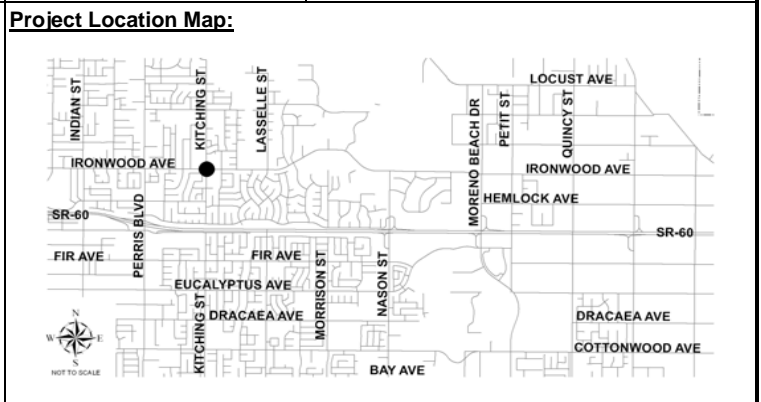 Project Location Map:
LOCUST AVE
INDIAN ST
KITCHING ST
LASSELLE ST
MORENO BEACH DR
PETIT ST
QUINCY ST
IRONWOOD AVE
IRONWOOD AVE
HEMLOCK AVE
SR-60
SR-60
PERRIS BLVD
FIR AVE
FIR AVE
EUCALYPTUS AVE
MORRISON ST
NASON ST
KITCHING ST
DRACAEA AVE
DRACAEA AVE
COTTONWOOD AVE
BAY AVE
N
W
E
S
NOT TO SCALE